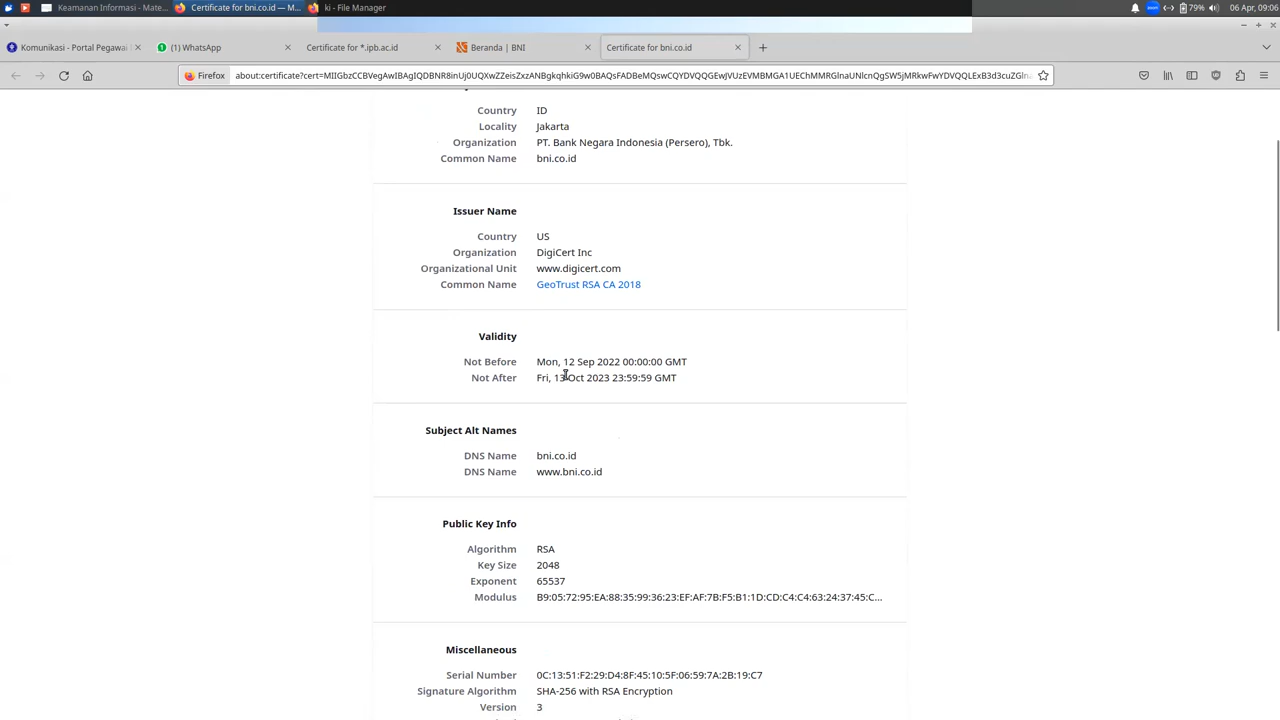 Keamanan Informasi - Mate...
Certificate for bni.co.id — M...
ki - File Manager
79%
06 Apr, 09:06
Komunikasi - Portal Pegawai
(1) WhatsApp
Certificate for *.ipb.ac.id
Beranda | BNI
Certificate for bni.co.id
Firefox
Country ID
Locality Jakarta
Organization PT. Bank Negara Indonesia (Persero), Tbk.
Common Name bni.co.id
Issuer Name
Country US
Organization DigiCert Inc
Organizational Unit www.digicert.com
Common Name GeoTrust RSA CA 2018
Validity
Not Before Mon, 12 Sep 2022 00:00:00 GMT
Not After Fri, 13 Oct 2023 23:59:59 GMT
Subject Alt Names
DNS Name bni.co.id
DNS Name www.bni.co.id
Public Key Info
Algorithm RSA
Key Size 2048
Exponent 65537
Modulus B9:05:72:95:EA:88:35:99:36:23:EF:AF:7B:F5:B1:1D:CD:C4:C4:63:24:37:45:C...
Miscellaneous
Serial Number 0C:13:51:F2:29:D4:8F:45:10:5F:06:59:7A:2B:19:C7
Signature Algorithm SHA-256 with RSA Encryption
Version 3